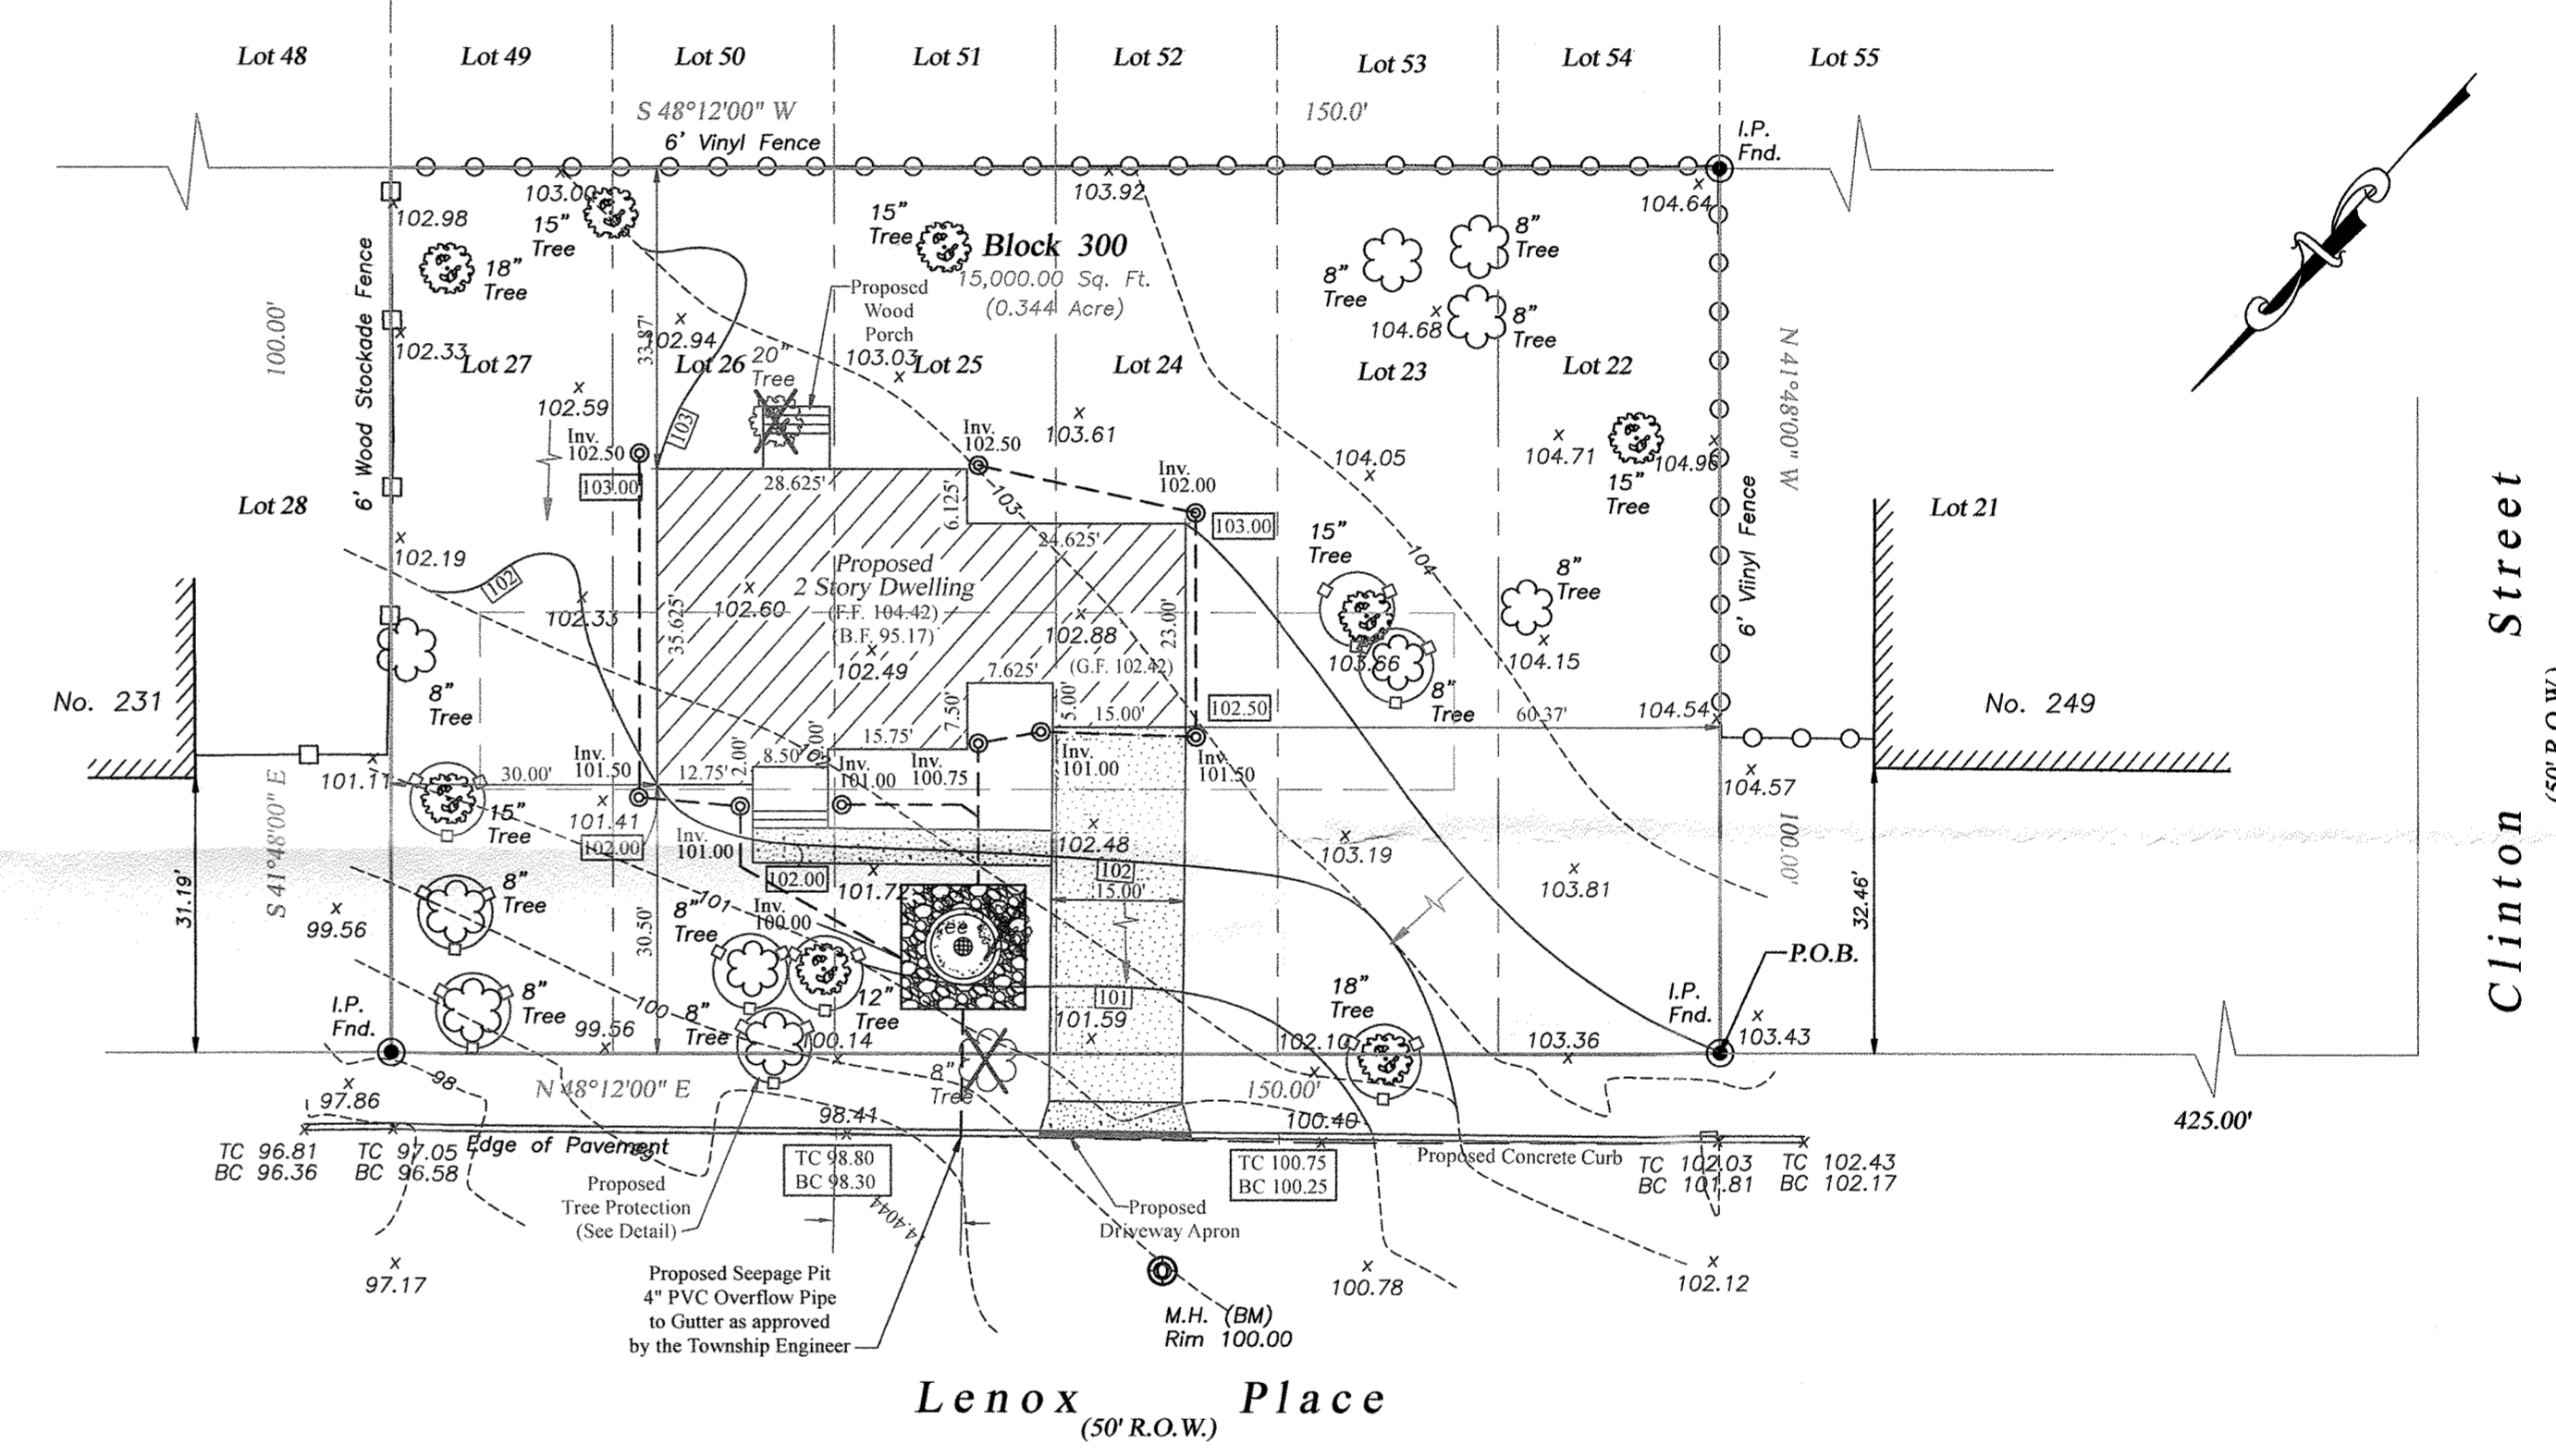 Lot 48
Lot 49
Lot 50
Lot 51
Lot 52
Lot 53
Lot 54
Lot 55
S 48°12'00" W
150.0'
6' Vinyl Fence
I.P.
Fnd.
102.98
103.00
15"
Tree
18"
Tree
15"
Tree
Block 300
15,000.00 Sq. Ft.
(0.344 Acre)
103.92
104.64
8"
Tree
8"
Tree
8"
Tree
104.68
100.00'
6' Wood Stockade Fence
102.33
Lot 27
33.87'
102.94
Lot 26
20"
Tree
Proposed
Wood
Porch
103.03
Lot 25
Lot 24
Lot 23
Lot 22
N 41°48'00" W
102.59
103
Inv.
102.50
103.00
Inv.
102.50
103.61
Inv.
102.00
103.00
104.05
104.71
104.96
15"
Tree
6' Vinyl Fence
Lot 28
Lot 21
28.625'
6.125'
103
24.625'
102.19
102
102.33
35.625'
102.60
Proposed
2 Story Dwelling
(F.F. 104.42)
(B.F. 95.17)
102.49
102.88
(G.F. 102.42)
23.00'
15"
Tree
104
8"
Tree
103.66
104.15
8"
Tree
No. 231
8"
Tree
No. 249
7.625'
7.50'
5.00'
15.00'
102.50
60.37'
104.54
15.75'
8.50'
2.00'
12.75'
30.00'
101.11
Inv.
101.50
Inv.
101.00
Inv.
100.75
Inv.
101.00
Inv.
101.50
104.57
15"
Tree
101.41
102.00
Inv.
101.00
102.48
103.19
103.81
100.00'
S 41°48'00" E
31.19'
32.46'
102.00
101.72
102
15.00'
8"
Tree
99.56
8"
Tree
101
Inv.
100.00
30.50'
P.O.B.
I.P.
Fnd.
8"
Tree
100
99.56
8"
Tree
12"
Tree
100.14
101
101.59
18"
Tree
102.10
103.36
I.P.
Fnd.
103.43
98
97.86
N 48°12'00" E
8"
Tree
150.00'
98.41
100.40
425.00'
TC 96.81
BC 96.36
TC 97.05
BC 96.58
Edge of Pavement
99
TC 98.80
BC 98.30
TC 100.75
BC 100.25
Proposed Concrete Curb
TC 102.03
BC 101.81
TC 102.43
BC 102.17
Proposed
Tree Protection
(See Detail)
Proposed
Driveway Apron
97.17
100.78
102.12
Proposed Seepage Pit
4" PVC Overflow Pipe
to Gutter as approved
by the Township Engineer
M.H. (BM)
Rim 100.00
Lenox Place
(50' R.O.W.)
Clinton Street